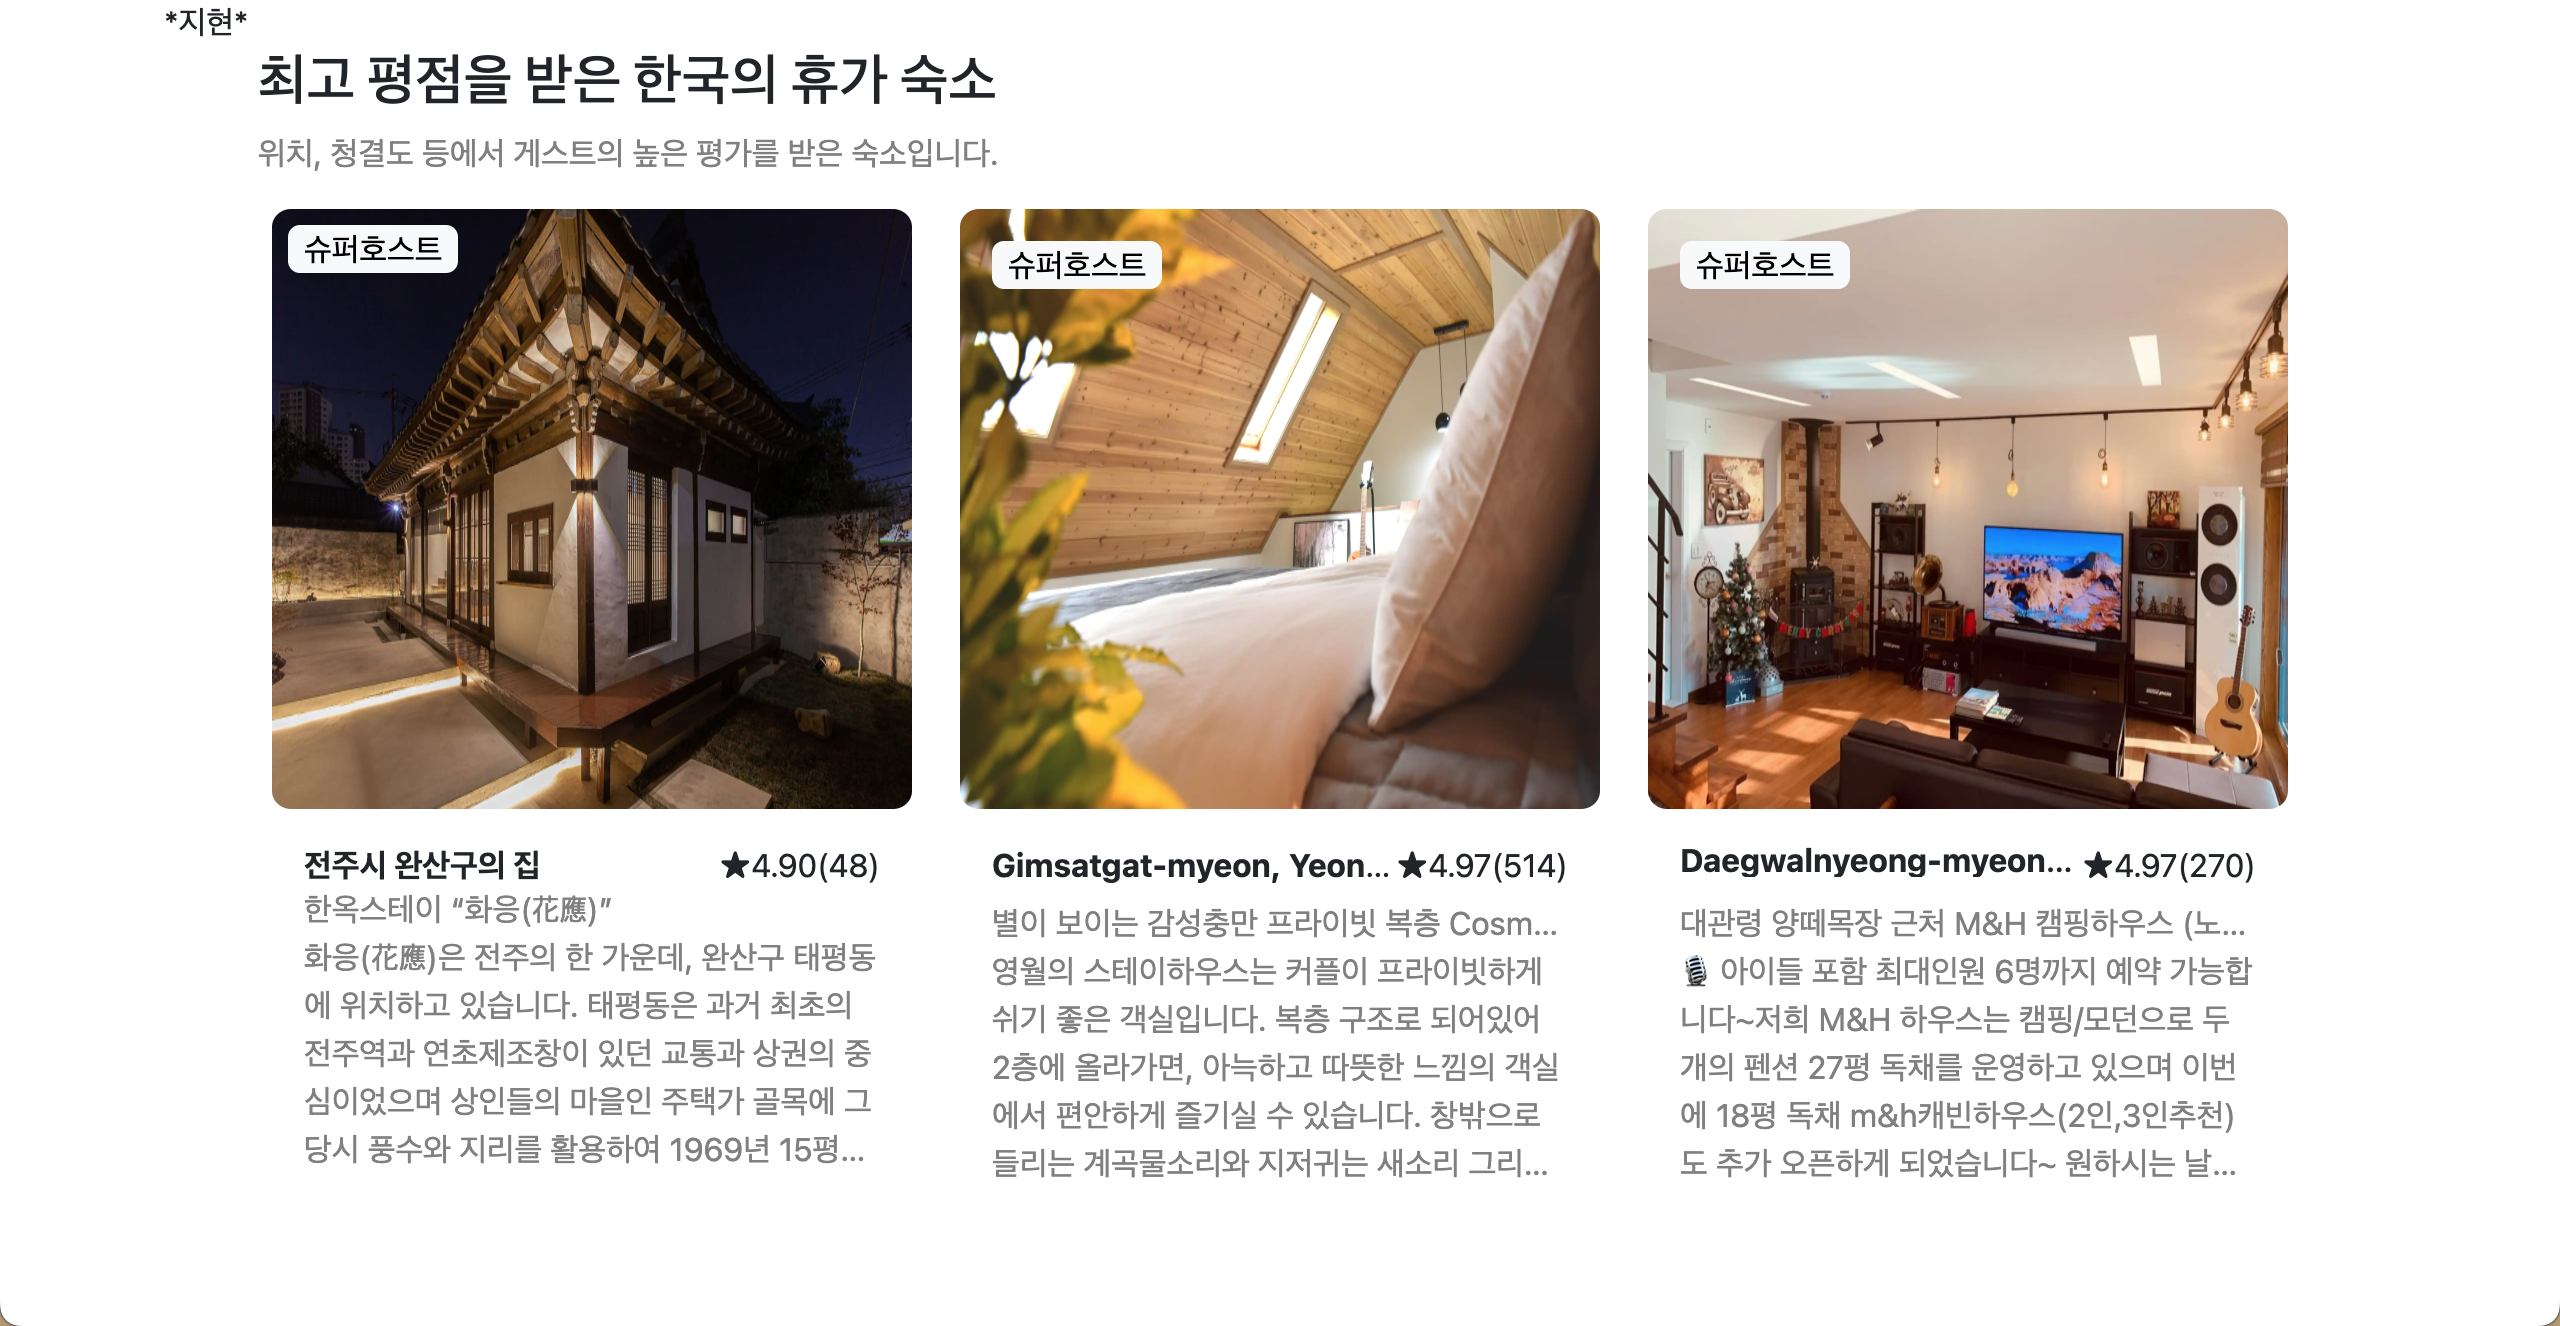 *지현*
최고 평점을 받은 한국의 휴가 숙소
위치, 청결도 등에서 게스트의 높은 평가를 받은 숙소입니다.
슈퍼호스트
슈퍼호스트
슈퍼호스트
전주시 완산구의 집 ★4.90(48)
한옥스테이 “화응(花應)”
화응(花應)은 전주의 한 가운데, 완산구 태평동
에 위치하고 있습니다. 태평동은 과거 최초의
전주역과 연초제조창이 있던 교통과 상권의 중
심이었으며 상인들의 마을인 주택가 골목에 그
당시 풍수와 지리를 활용하여 1969년 15평...
Gimsatgat-myeon, Yeon... ★4.97(514)
별이 보이는 감성충만 프라이빗 복층 Cosm...
영월의 스테이하우스는 커플이 프라이빗하게
쉬기 좋은 객실입니다. 복층 구조로 되어있어
2층에 올라가면, 아늑하고 따뜻한 느낌의 객실
에서 편안하게 즐기실 수 있습니다. 창밖으로
들리는 계곡물소리와 지저귀는 새소리 그리...
Daegwalnyeong-myeon... ★4.97(270)
대관령 양떼목장 근처 M&H 캠핑하우스 (노...
🎙 아이들 포함 최대인원 6명까지 예약 가능합
니다~저희 M&H 하우스는 캠핑/모던으로 두
개의 펜션 27평 독채를 운영하고 있으며 이번
에 18평 독채 m&h캐빈하우스(2인,3인추천)
도 추가 오픈하게 되었습니다~ 원하시는 날...